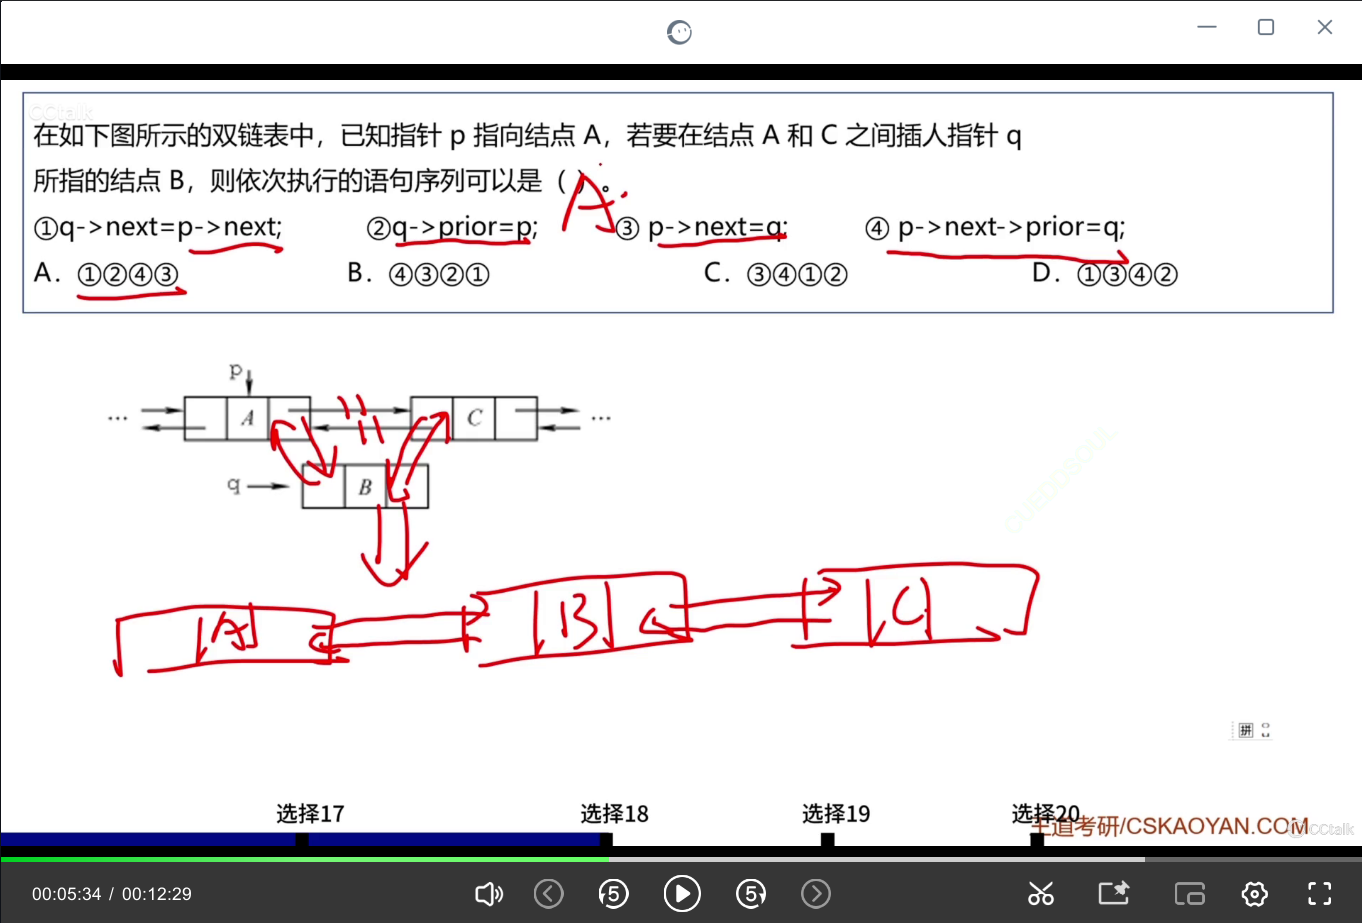 CCtalk
在如下图所示的双链表中，已知指针 p 指向结点 A，若要在结点 A 和 C 之间插人指针 q
所指的结点 B，则依次执行的语句序列可以是（ ）。
A
①q->next=p->next; ②q->prior=p; ③ p->next=q; ④ p->next->prior=q;
A. ①②④③ B. ④③②① C. ③④①② D. ①③④②
p
... A C ...
q B
A B C
拼
选择17 选择18 选择19 选择20
王道考研/CSKAOYAN.COM
CCtalk
00:05:34 / 00:12:29 5 5